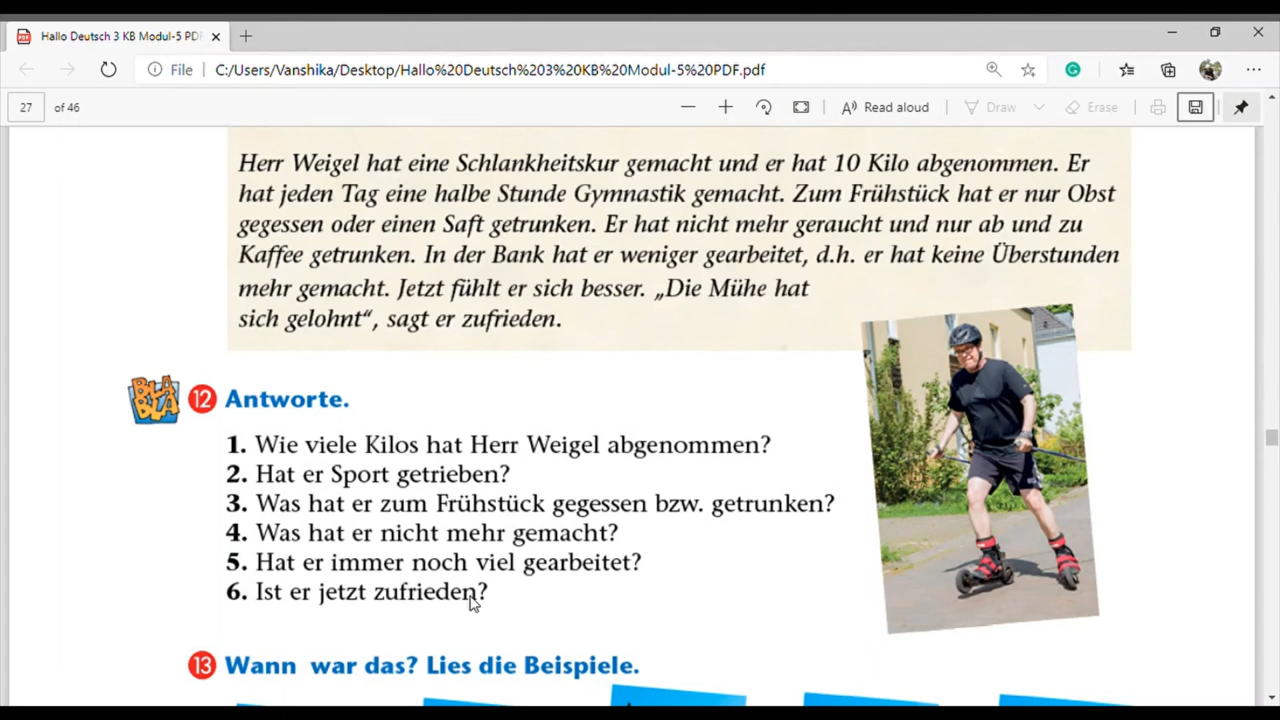 Hallo Deutsch 3 KB Modul-5 PDF
File C:/Users/Vanshika/Desktop/Hallo%20Deutsch%203%20KB%20Modul-5%20PDF.pdf
27 of 46 Read aloud Draw Erase
Herr Weigel hat eine Schlankheitskur gemacht und er hat 10 Kilo abgenommen. Er
hat jeden Tag eine halbe Stunde Gymnastik gemacht. Zum Frühstück hat er nur Obst
gegessen oder einen Saft getrunken. Er hat nicht mehr geraucht und nur ab und zu
Kaffee getrunken. In der Bank hat er weniger gearbeitet, d.h. er hat keine Überstunden
mehr gemacht. Jetzt fühlt er sich besser. „Die Mühe hat
sich gelohnt“, sagt er zufrieden.
BLA
BLA
12 Antworte.
1. Wie viele Kilos hat Herr Weigel abgenommen?
2. Hat er Sport getrieben?
3. Was hat er zum Frühstück gegessen bzw. getrunken?
4. Was hat er nicht mehr gemacht?
5. Hat er immer noch viel gearbeitet?
6. Ist er jetzt zufrieden?
13 Wann war das? Lies die Beispiele.